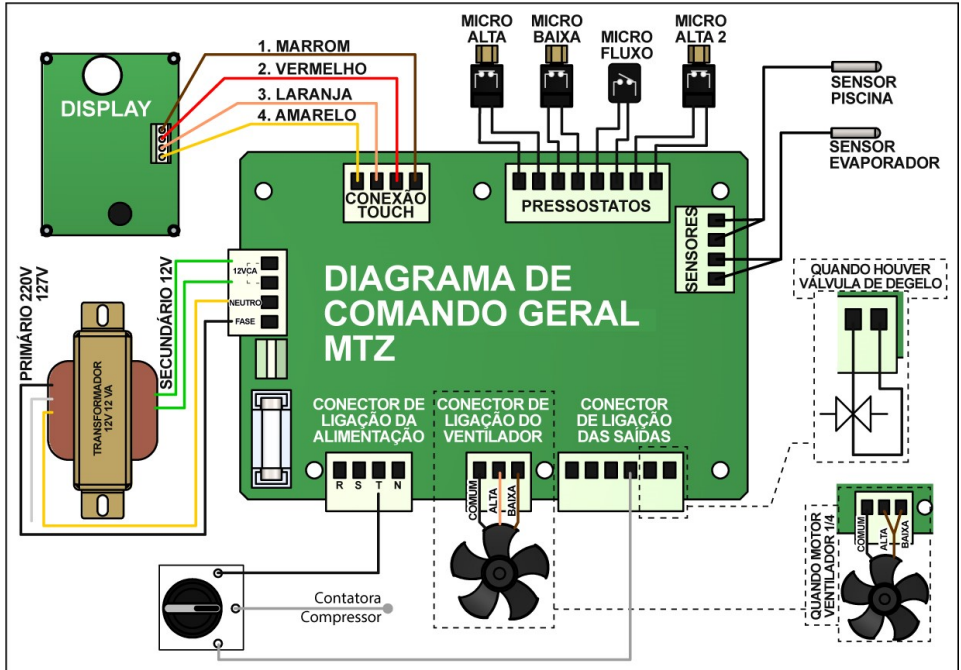 MICRO
ALTA
MICRO
BAIXA
MICRO
FLUXO
MICRO
ALTA 2
1. MARROM
2. VERMELHO
3. LARANJA
4. AMARELO
DISPLAY
SENSOR
PISCINA
SENSOR
EVAPORADOR
CONEXÃO
TOUCH
PRESSOSTATOS
SENSORES
12VCA
NEUTRO
FASE
DIAGRAMA DE
COMANDO GERAL
MTZ
QUANDO HOUVER
VÁLVULA DE DEGELO
PRIMÁRIO 220V
127V
SECUNDÁRIO 12V
TRANSFORMADOR
12V 12 VA
CONECTOR DE
LIGAÇÃO DA
ALIMENTAÇÃO
R S T N
CONECTOR DE
LIGAÇÃO DO
VENTILADOR
COMUM
ALTA
BAIXA
CONECTOR
DE LIGAÇÃO
DAS SAÍDAS
QUANDO MOTOR
VENTILADOR 1/4
COMUM
ALTA
BAIXA
Contatora
Compressor